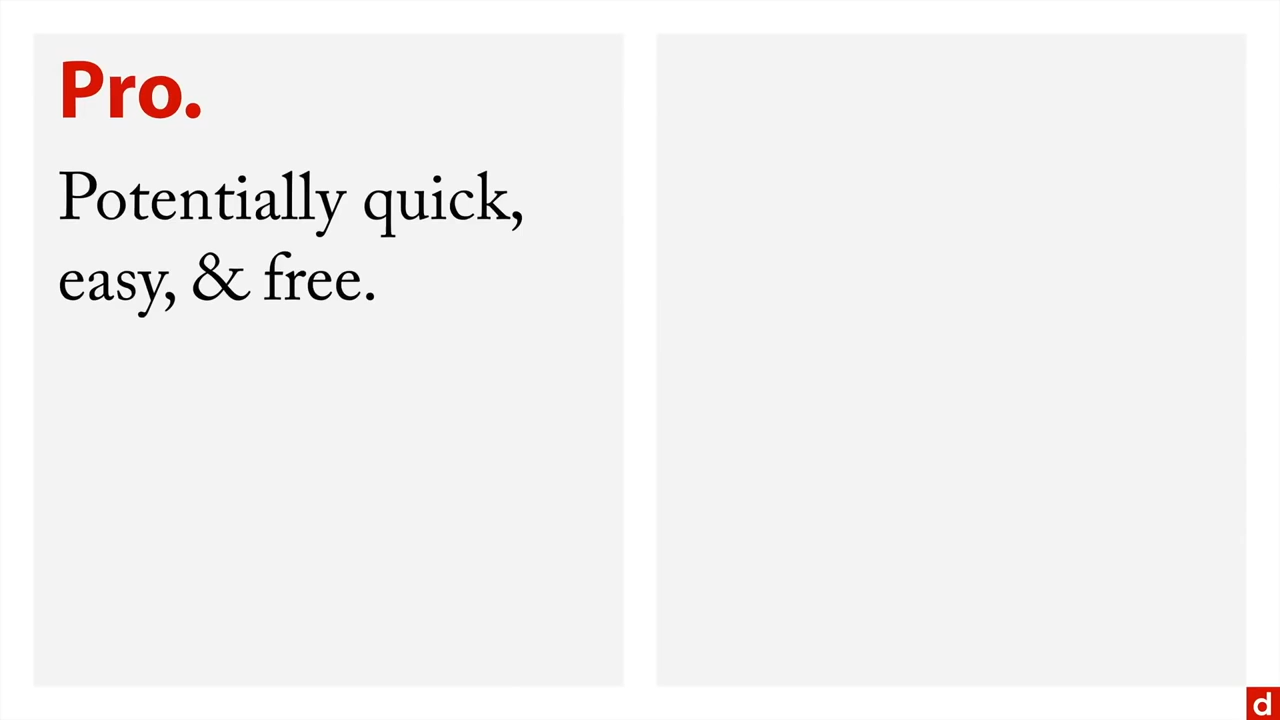 Pro.
Potentially quick,
easy, & free.
d